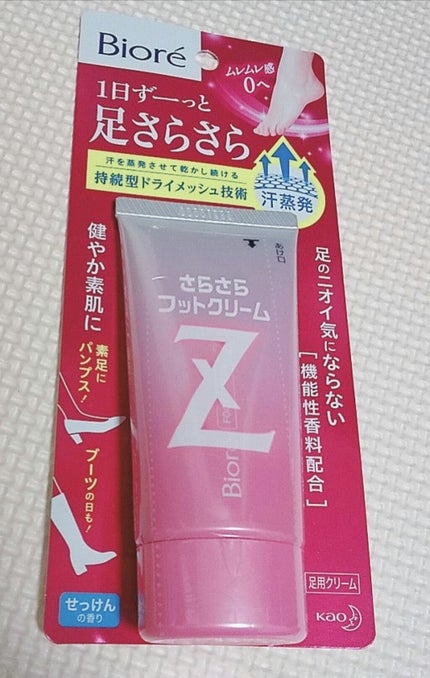 Bioré
ムレムレ感
0へ
1日ずーっと
足さらさら
汗を蒸発させて乾かし続ける
持続型ドライメッシュ技術
汗蒸発
あけ口
さらさら
フットクリーム
Z
Bior
足のニオイ気にならない
[機能性香料配合]
健やか素肌に
素足に
パンプス!
ブーツの日も!
せっけん
の香り
足用クリーム
Kao